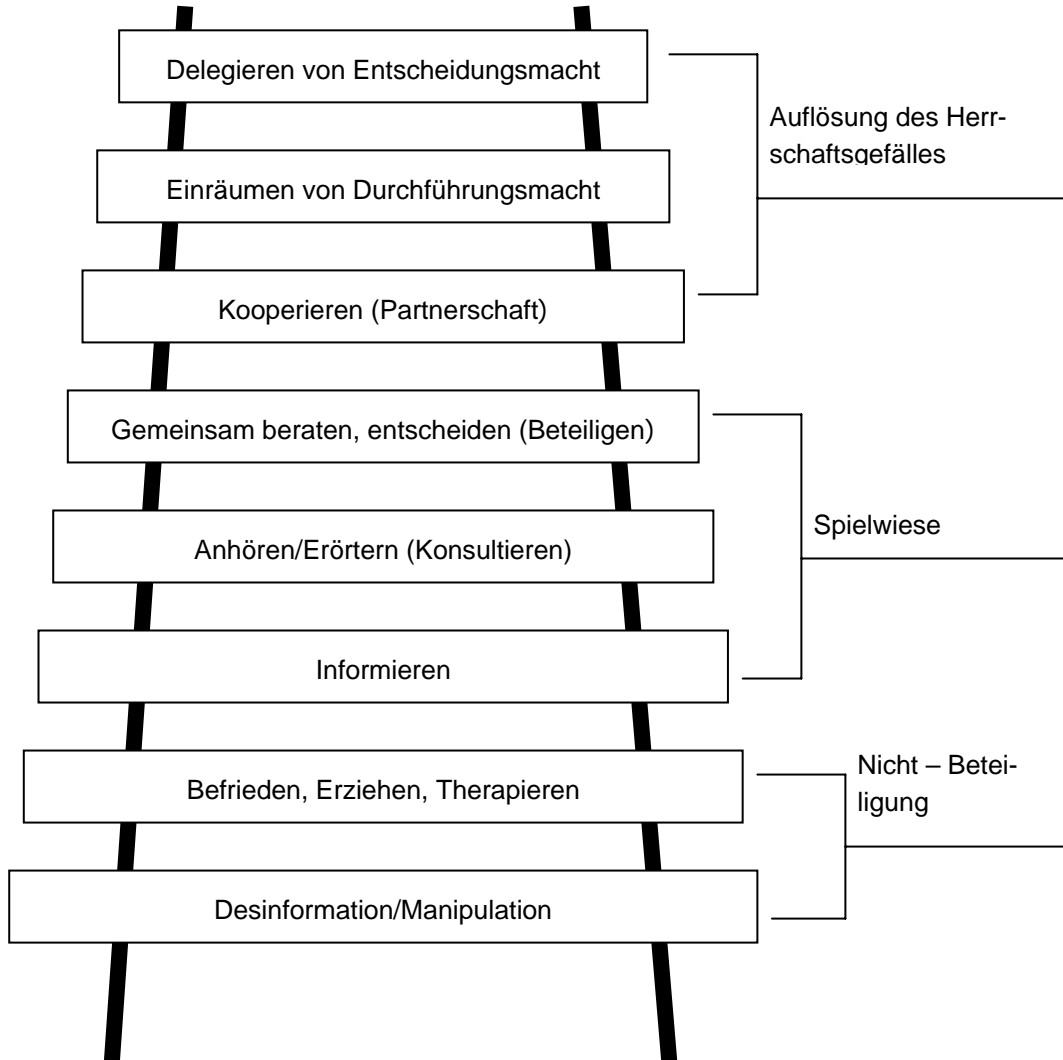 Delegieren von Entscheidungsmacht
Auflösung des Herr-
schaftsgefälles
Einräumen von Durchführungsmacht
Kooperieren (Partnerschaft)
Gemeinsam beraten, entscheiden (Beteiligen)
Spielwiese
Anhören/Erörtern (Konsultieren)
Informieren
Nicht – Betei-
ligung
Befrieden, Erziehen, Therapieren
Desinformation/Manipulation